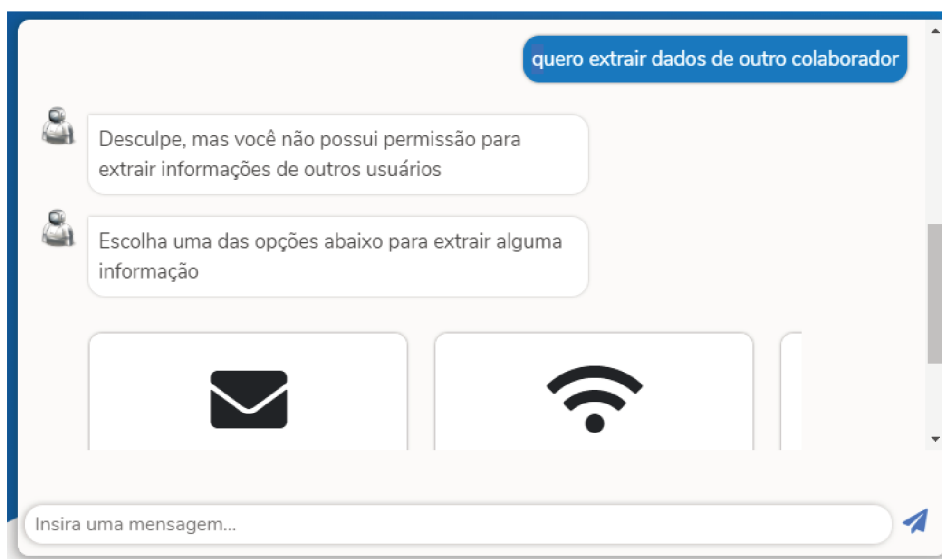 quero extrair dados de outro colaborador
Desculpe, mas você não possui permissão para
extrair informações de outros usuários
Escolha uma das opções abaixo para extrair alguma
informação
Insira uma mensagem...